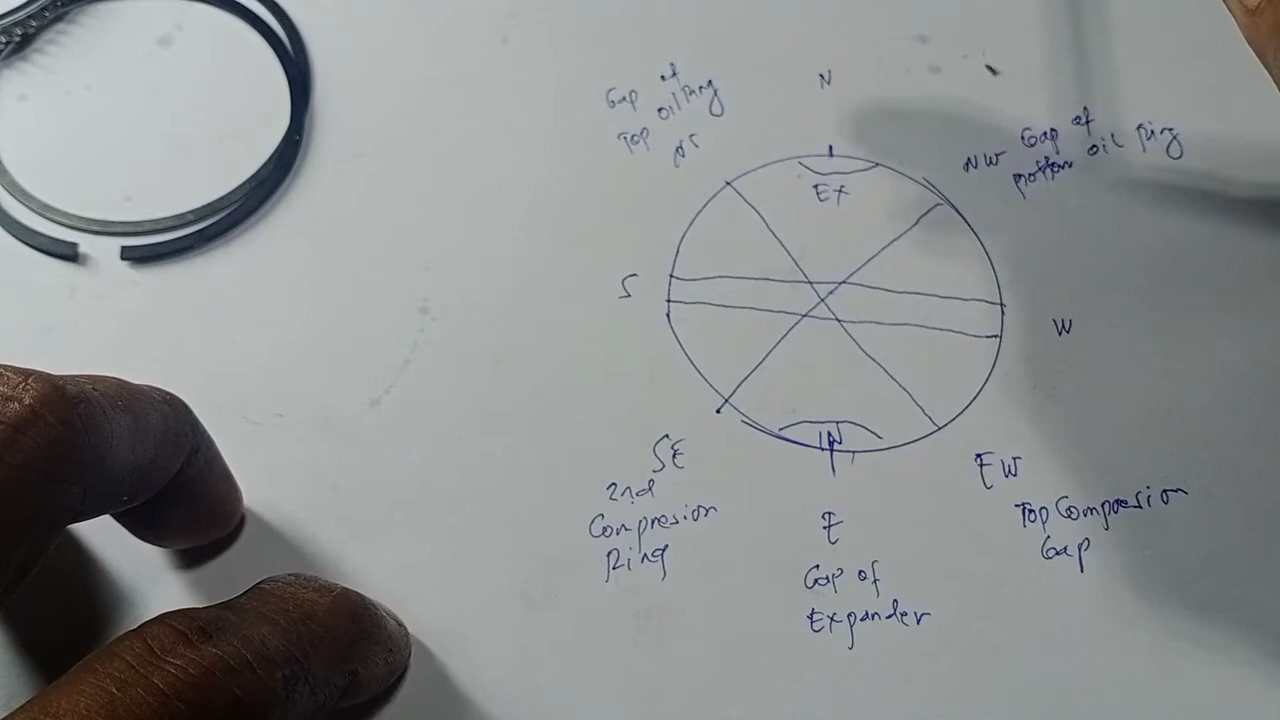 N
Gap of
Top oil Ring
NS
NW Gap of
Bottom oil Ring
EX
S
W
IN
SE
2nd
Compresion
Ring
E
Gap of
Expander
EW
Top Compresion
Gap